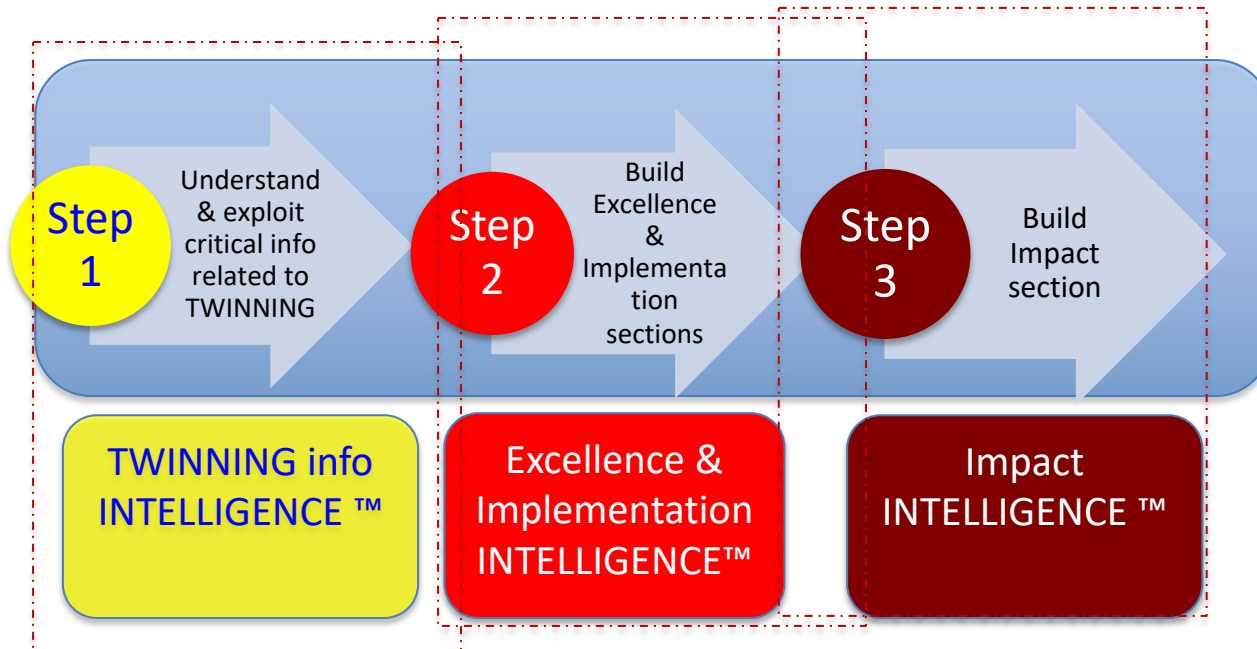 Step
1
Understand
& exploit
critical info
related to
TWINNING
Step
2
Build
Excellence
&
Implementa
tion
sections
Step
3
Build
Impact
section
TWINNING info
INTELLIGENCE ™
Excellence &
Implementation
INTELLIGENCE™
Impact
INTELLIGENCE ™